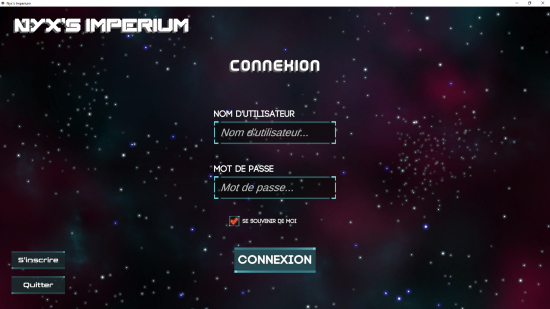 Nyx's Imperium
NYX'S IMPERIUM
CONNEXION
NOM D'UTILISATEUR
Nom d'utilisateur...
MOT DE PASSE
Mot de passe...
SE SOUVENIR DE MOI
CONNEXION
S'inscrire
Quitter